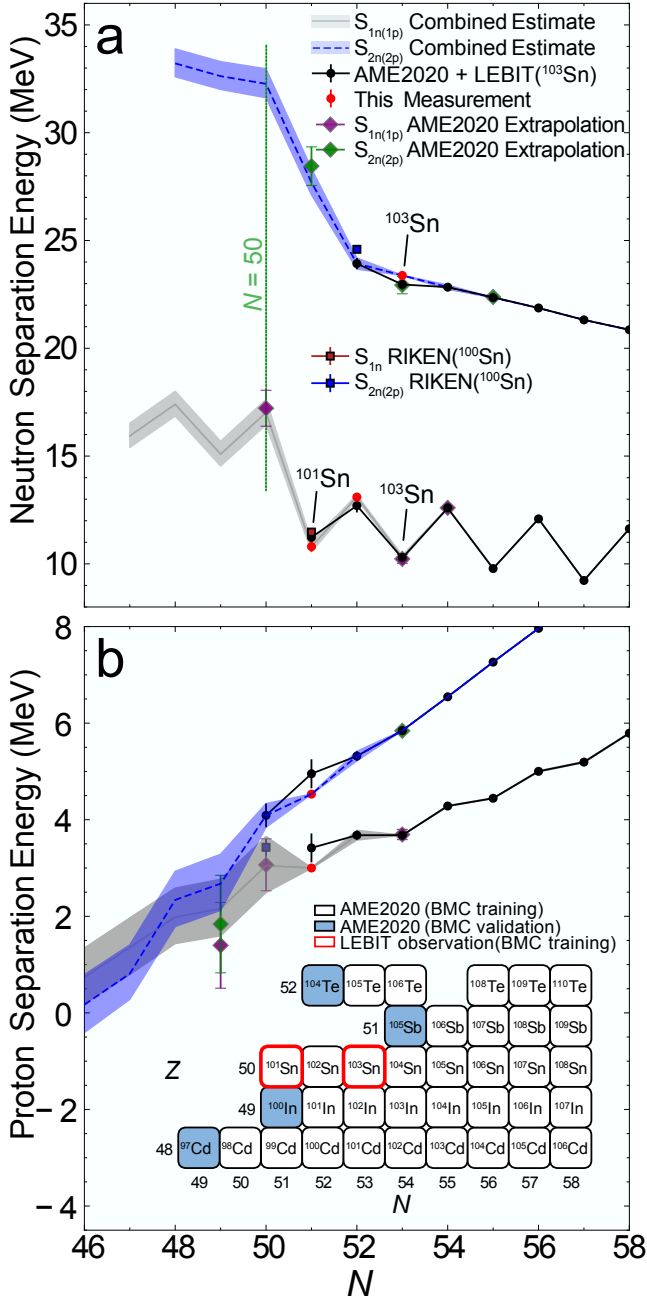 a
S1n(1p) Combined Estimate
S2n(2p) Combined Estimate
AME2020 + LEBIT(103Sn)
This Measurement
S1n(1p) AME2020 Extrapolation
S2n(2p) AME2020 Extrapolation
Neutron Separation Energy (MeV)
35
30
25
20
15
10
N = 50
103Sn
S1n RIKEN(100Sn)
S2n(2p) RIKEN(100Sn)
101Sn
103Sn
b
Proton Separation Energy (MeV)
8
6
4
2
0
−2
−4
AME2020 (BMC training)
AME2020 (BMC validation)
LEBIT observation(BMC training)
52 104Te 105Te 106Te 108Te 109Te 110Te
51 105Sb 106Sb 107Sb 108Sb 109Sb
Z
50 101Sn 102Sn 103Sn 104Sn 105Sn 106Sn 107Sn 108Sn
49 100In 101In 102In 103In 104In 105In 106In 107In
48 97Cd 98Cd 99Cd 100Cd 101Cd 102Cd 103Cd 104Cd 105Cd 106Cd
49 50 51 52 53 54 55 56 57 58
N
46 48 50 52 54 56 58
N